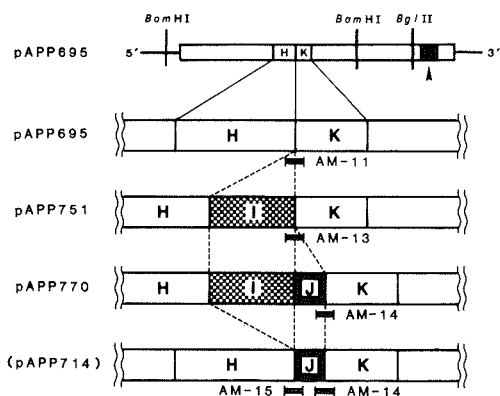 BamHI BamHI BglII
pAPP695 5′ H K 3′
pAPP695 H K
AM-11
pAPP751 H I K
AM-13
pAPP770 H I J K
AM-14
(pAPP714) H J K
AM-15 AM-14